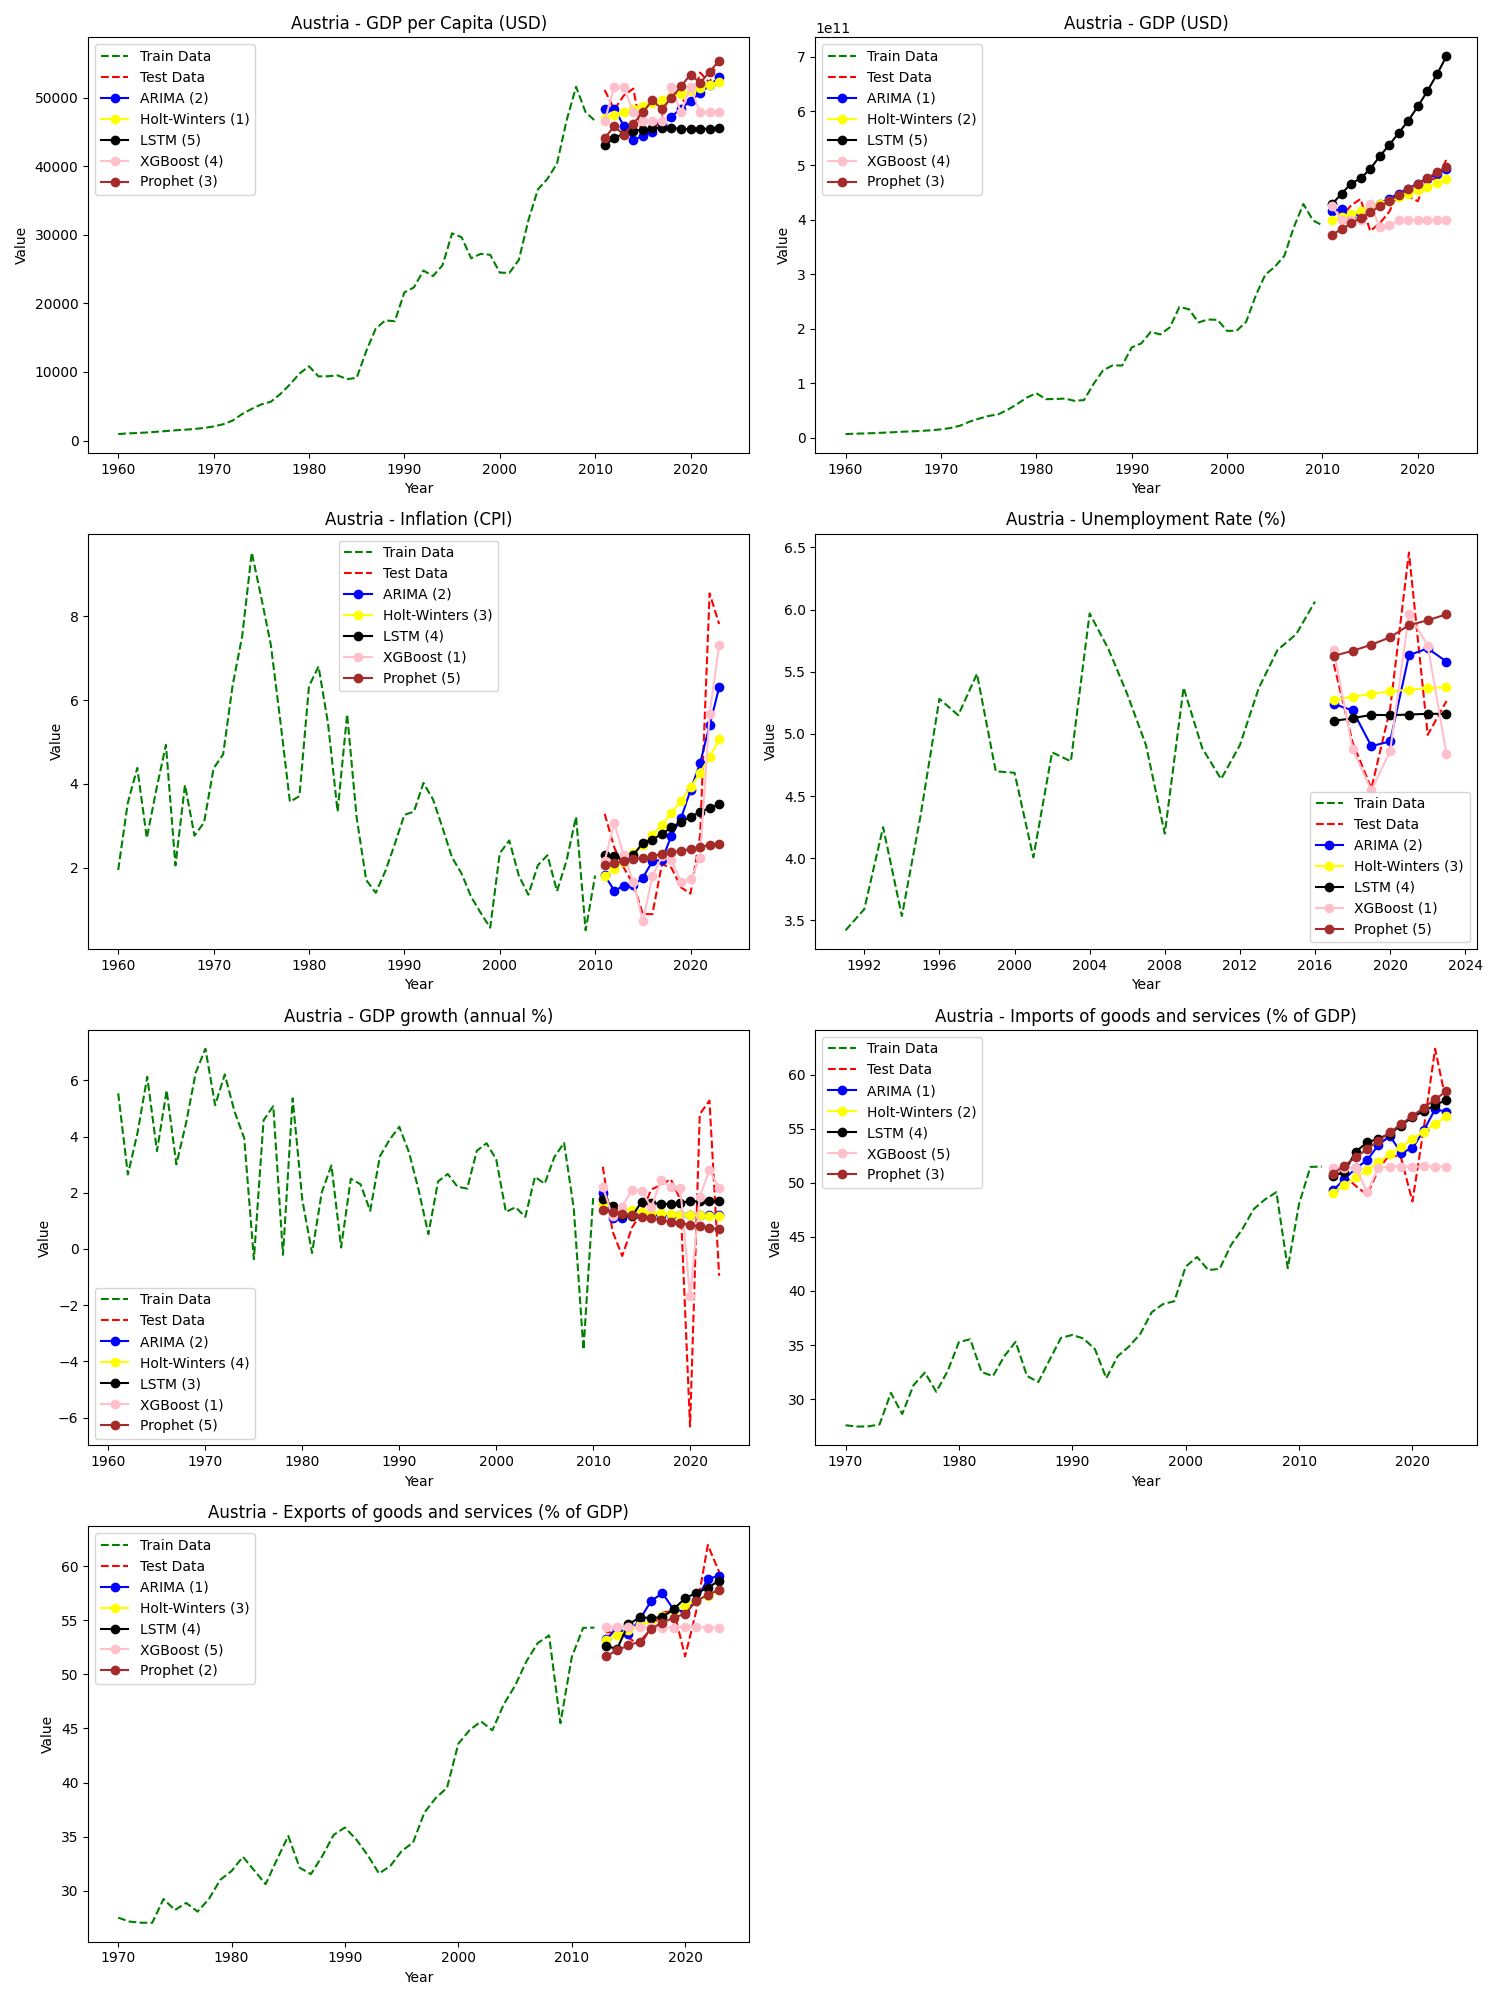 Austria - GDP per Capita (USD)
Train Data
Test Data
ARIMA (2)
Holt-Winters (1)
LSTM (5)
XGBoost (4)
Prophet (3)
50000
40000
30000
20000
10000
0
Value
1960 1970 1980 1990 2000 2010 2020
Year
Austria - GDP (USD)
1e11
Train Data
Test Data
ARIMA (1)
Holt-Winters (2)
LSTM (5)
XGBoost (4)
Prophet (3)
7
6
5
4
3
2
1
0
Value
1960 1970 1980 1990 2000 2010 2020
Year
Austria - Inflation (CPI)
Train Data
Test Data
ARIMA (2)
Holt-Winters (3)
LSTM (4)
XGBoost (1)
Prophet (5)
8
6
4
2
Value
1960 1970 1980 1990 2000 2010 2020
Year
Austria - Unemployment Rate (%)
6.5
6.0
5.5
5.0
4.5
4.0
3.5
Value
Train Data
Test Data
ARIMA (2)
Holt-Winters (3)
LSTM (4)
XGBoost (1)
Prophet (5)
1992 1996 2000 2004 2008 2012 2016 2020 2024
Year
Austria - GDP growth (annual %)
6
4
2
0
−2
−4
−6
Value
Train Data
Test Data
ARIMA (2)
Holt-Winters (4)
LSTM (3)
XGBoost (1)
Prophet (5)
1960 1970 1980 1990 2000 2010 2020
Year
Austria - Imports of goods and services (% of GDP)
Train Data
Test Data
ARIMA (1)
Holt-Winters (2)
LSTM (4)
XGBoost (5)
Prophet (3)
60
55
50
45
40
35
30
Value
1970 1980 1990 2000 2010 2020
Year
Austria - Exports of goods and services (% of GDP)
Train Data
Test Data
ARIMA (1)
Holt-Winters (3)
LSTM (4)
XGBoost (5)
Prophet (2)
60
55
50
45
40
35
30
Value
1970 1980 1990 2000 2010 2020
Year